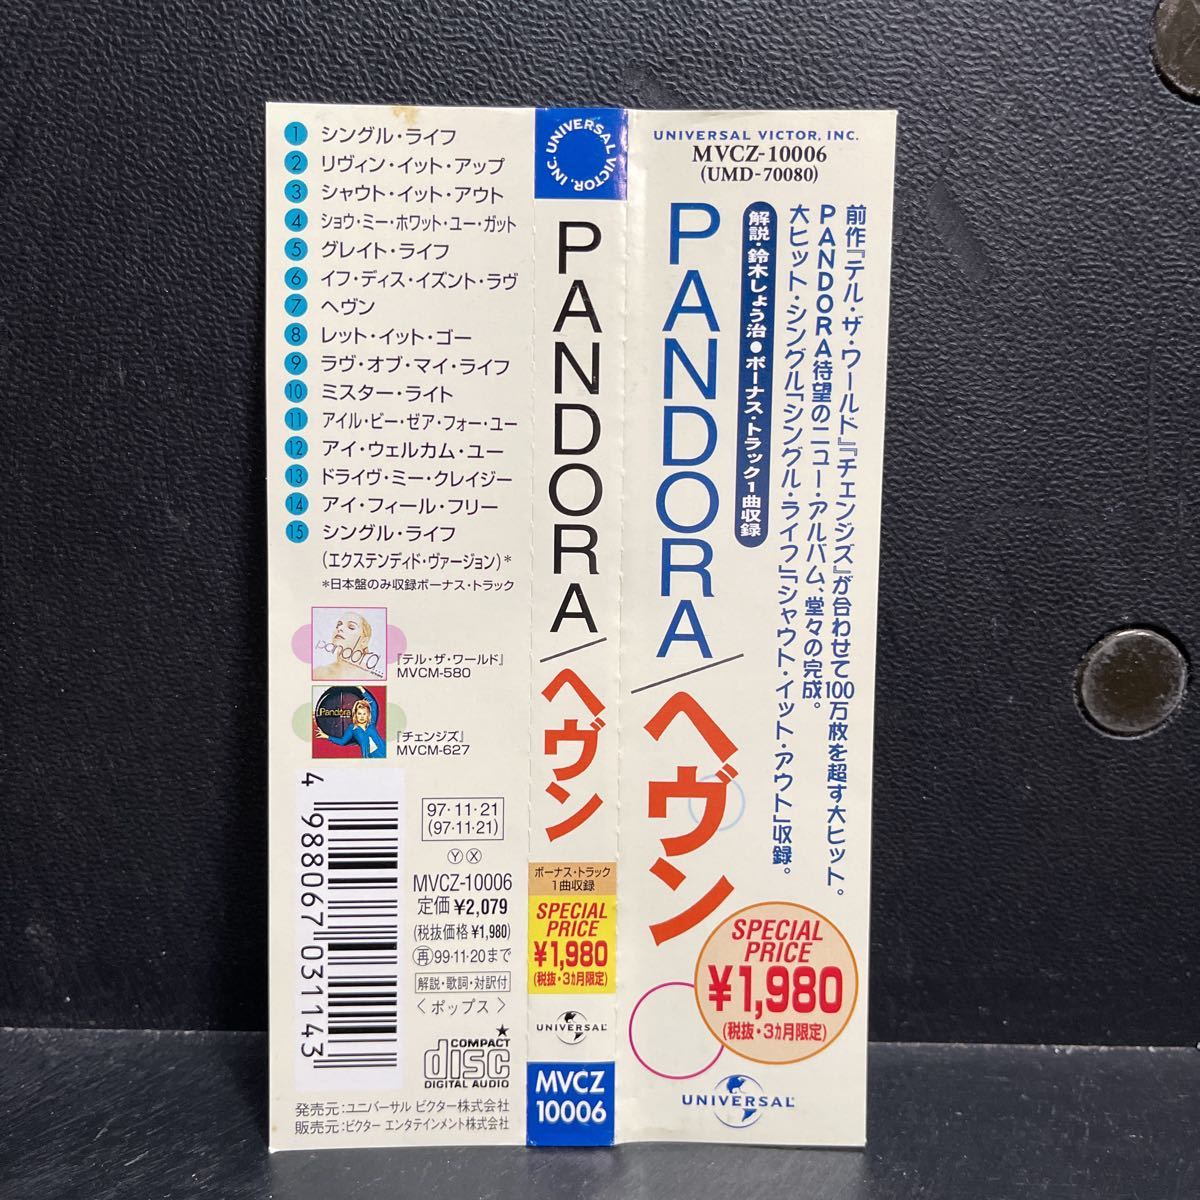 1 シングル・ライフ
2 リヴィン・イット・アップ
3 シャウト・イット・アウト
4 ショウ・ミー・ホワット・ユー・ガット
5 グレイト・ライフ
6 イフ・ディス・イズント・ラヴ
7 ヘヴン
8 レット・イット・ゴー
9 ラヴ・オブ・マイ・ライフ
10 ミスター・ライト
11 アイル・ビー・ゼア・フォー・ユー
12 アイ・ウェルカム・ユー
13 ドライヴ・ミー・クレイジー
14 アイ・フィール・フリー
15 シングル・ライフ
(エクステンディド・ヴァージョン)*
*日本盤のみ収録ボーナス・トラック
pandora...
『テル・ザ・ワールド』
MVCM-580
Pandora
『チェンジズ』
MVCM-627
4 988067 031143
97・11・21
(97・11・21)
Ⓨ Ⓧ
MVCZ-10006
定価 ¥2,079
(税抜価格 ¥1,980)
再 99・11・20まで
解説・歌詞・対訳付
〈ポップス〉
COMPACT
disc
DIGITAL AUDIO
発売元:ユニバーサル ビクター株式会社
販売元:ビクター エンタテインメント株式会社
UNIVERSAL VICTOR, INC.
PANDORA/ヘヴン
ボーナス・トラック
1曲収録
SPECIAL
PRICE
¥1,980
(税抜・3ヵ月限定)
UNIVERSAL
MVCZ
10006
UNIVERSAL VICTOR, INC.
MVCZ-10006
(UMD-70080)
前作『テル・ザ・ワールド』『チェンジズ』が合わせて100万枚を超す大ヒット。
PANDORA待望のニュー・アルバム、堂々の完成。
大ヒット・シングル「シングル・ライフ」「シャウト・イット・アウト」収録。
解説・鈴木しょう治●ボーナス・トラック1曲収録
PANDORA/ヘヴン
SPECIAL
PRICE
¥1,980
(税抜・3ヵ月限定)
UNIVERSAL